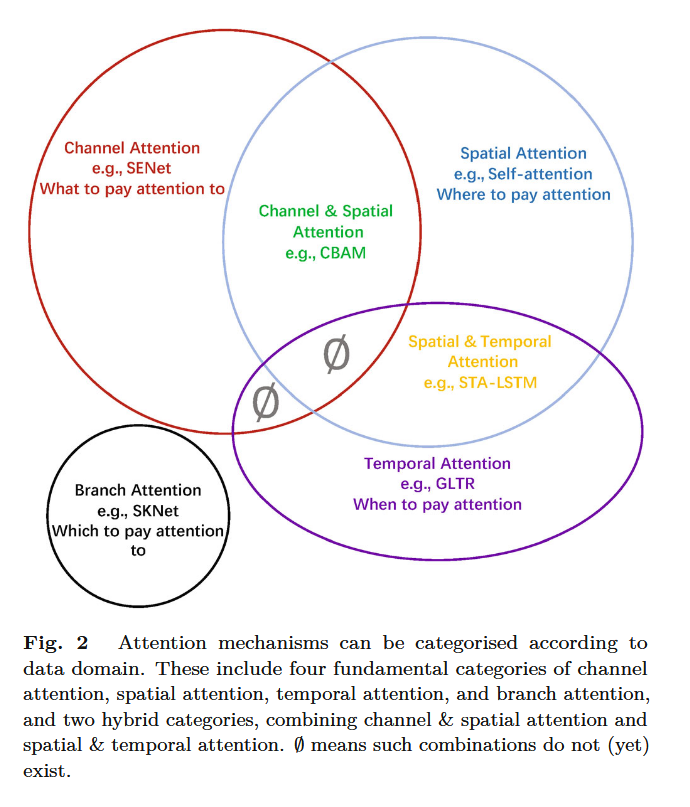 Channel Attention
e.g., SENet
What to pay attention to
Spatial Attention
e.g., Self-attention
Where to pay attention
Channel & Spatial
Attention
e.g., CBAM
∅
Spatial & Temporal
Attention
e.g., STA-LSTM
∅
Temporal Attention
e.g., GLTR
When to pay attention
Branch Attention
e.g., SKNet
Which to pay attention
to
Fig. 2 Attention mechanisms can be categorised according to
data domain. These include four fundamental categories of channel
attention, spatial attention, temporal attention, and branch attention,
and two hybrid categories, combining channel & spatial attention and
spatial & temporal attention. ∅ means such combinations do not (yet)
exist.